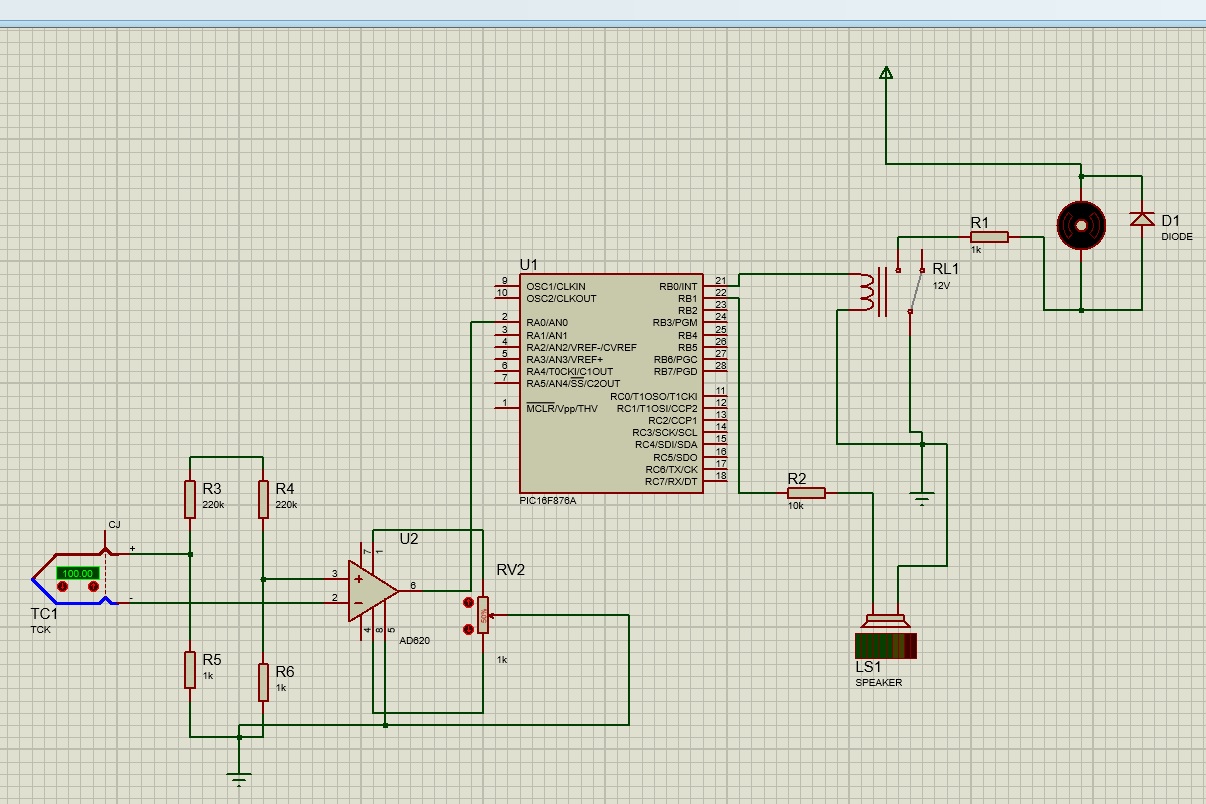 R1
1k
D1
DIODE
RL1
12V
U1
9
OSC1/CLKIN
RB0/INT
21
10
OSC2/CLKOUT
RB1
22
RB2
23
2
RA0/AN0
RB3/PGM
24
3
RA1/AN1
RB4
25
4
RA2/AN2/VREF-/CVREF
RB5
26
5
RA3/AN3/VREF+
RB6/PGC
27
6
RA4/T0CKI/C1OUT
RB7/PGD
28
7
RA5/AN4/SS/C2OUT
RC0/T1OSO/T1CKI
11
1
MCLR/Vpp/THV
RC1/T1OSI/CCP2
12
RC2/CCP1
13
RC3/SCK/SCL
14
RC4/SDI/SDA
15
RC5/SDO
16
RC6/TX/CK
17
RC7/RX/DT
18
PIC16F876A
R2
10k
R3
220k
R4
220k
CJ
+
100.00
-
TC1
TCK
U2
7
1
3
2
6
4
8
5
AD620
RV2
50%
1k
R5
1k
R6
1k
LS1
SPEAKER